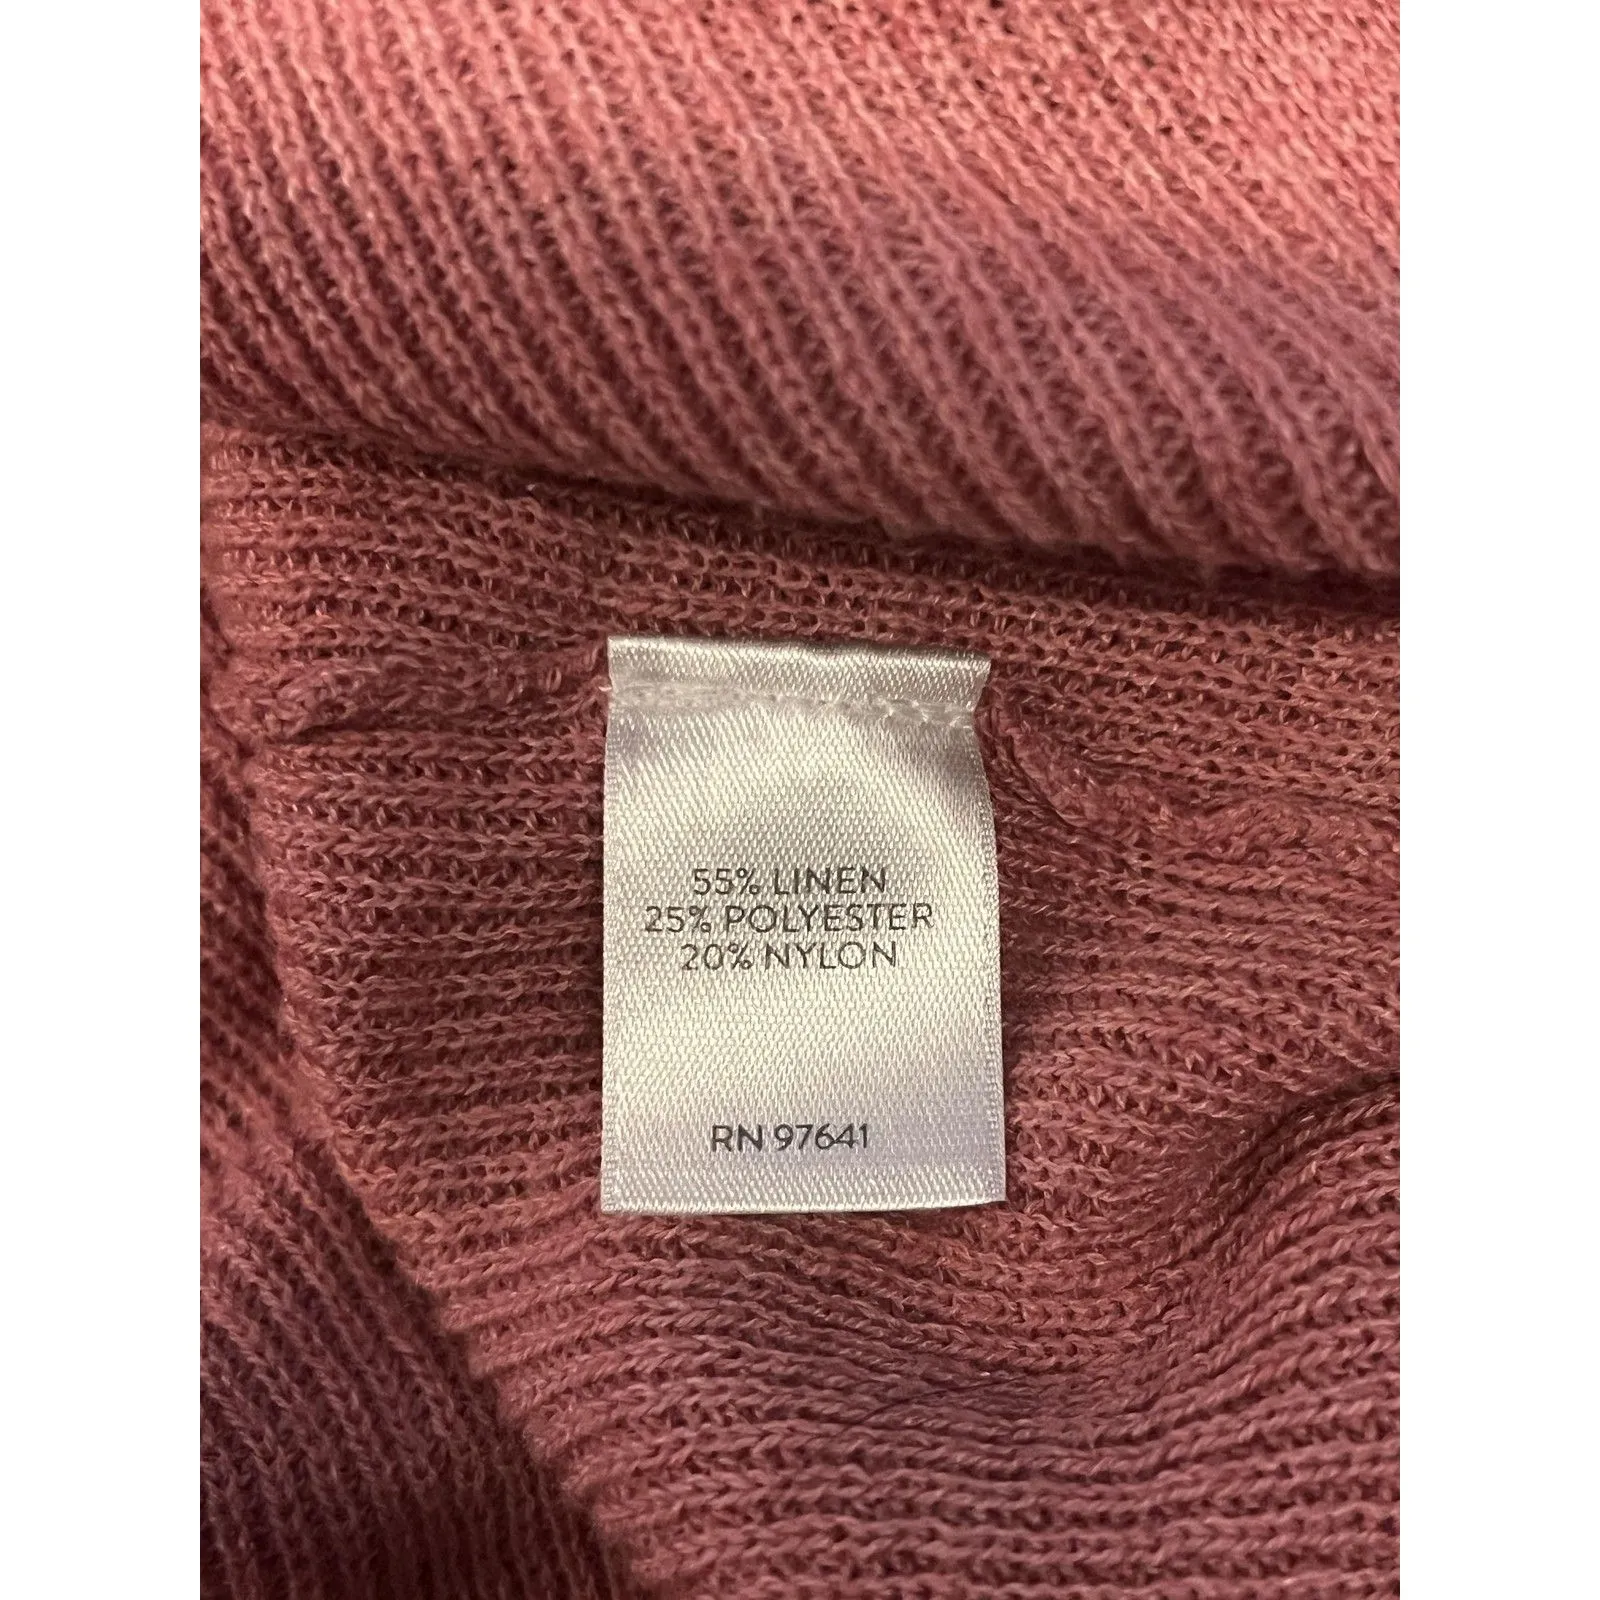 55% LINEN
25% POLYESTER
20% NYLON
RN 97641